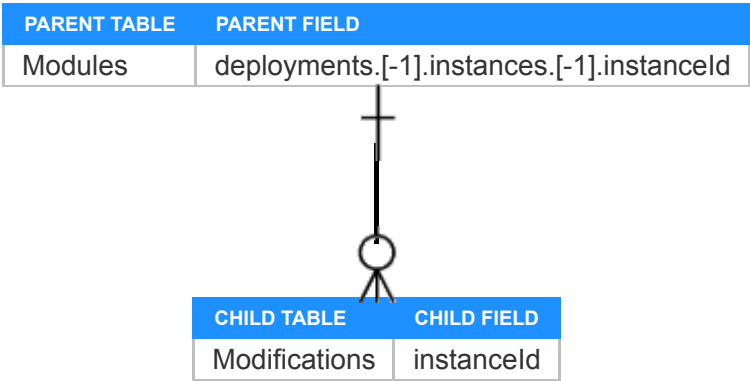 PARENT TABLE PARENT FIELD
Modules deployments.[-1].instances.[-1].instanceId
CHILD TABLE CHILD FIELD
Modifications instanceId